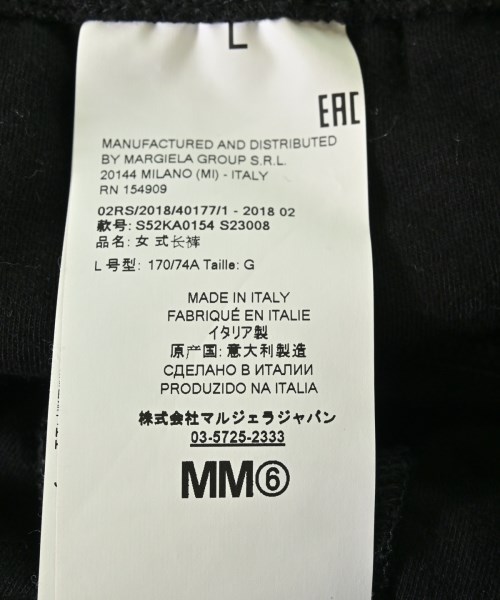 L
EAC
MANUFACTURED AND DISTRIBUTED
BY MARGIELA GROUP S.R.L.
20144 MILANO (MI) - ITALY
RN 154909
02RS/2018/40177/1 - 2018 02
款号: S52KA0154 S23008
品名: 女 式长裤
L 号型: 170/74A Taille: G
MADE IN ITALY
FABRIQUÉ EN ITALIE
イタリア製
原产国: 意大利製造
СДЕЛАНО В ИТАЛИИ
PRODUZIDO NA ITALIA
株式会社マルジェラジャパン
03-5725-2333
MM⑥